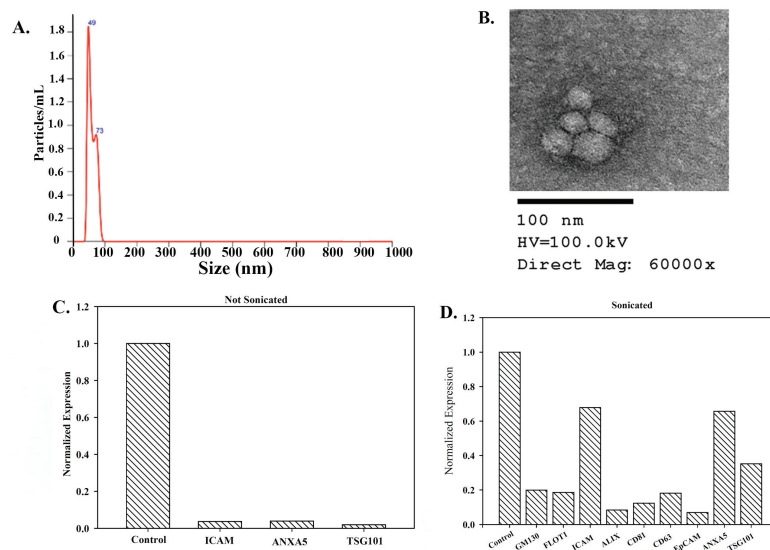 A.
49
73
1.8
1.6
1.4
1.2
1.0
0.8
0.6
0.4
0.2
0
Particles/mL
0 100 200 300 400 500 600 700 800 900 1000
Size (nm)
B.
100 nm
HV=100.0kV
Direct Mag: 60000x
C.
Not Sonicated
1.2
1.0
0.8
0.6
0.4
0.2
0.0
Normalized Expression
Control ICAM ANXA5 TSG101
D.
Sonicated
1.2
1.0
0.8
0.6
0.4
0.2
0.0
Normalized Expression
Control GM130 FLOT1 ICAM ALIX CD81 CD63 EpCAM ANXA5 TSG101